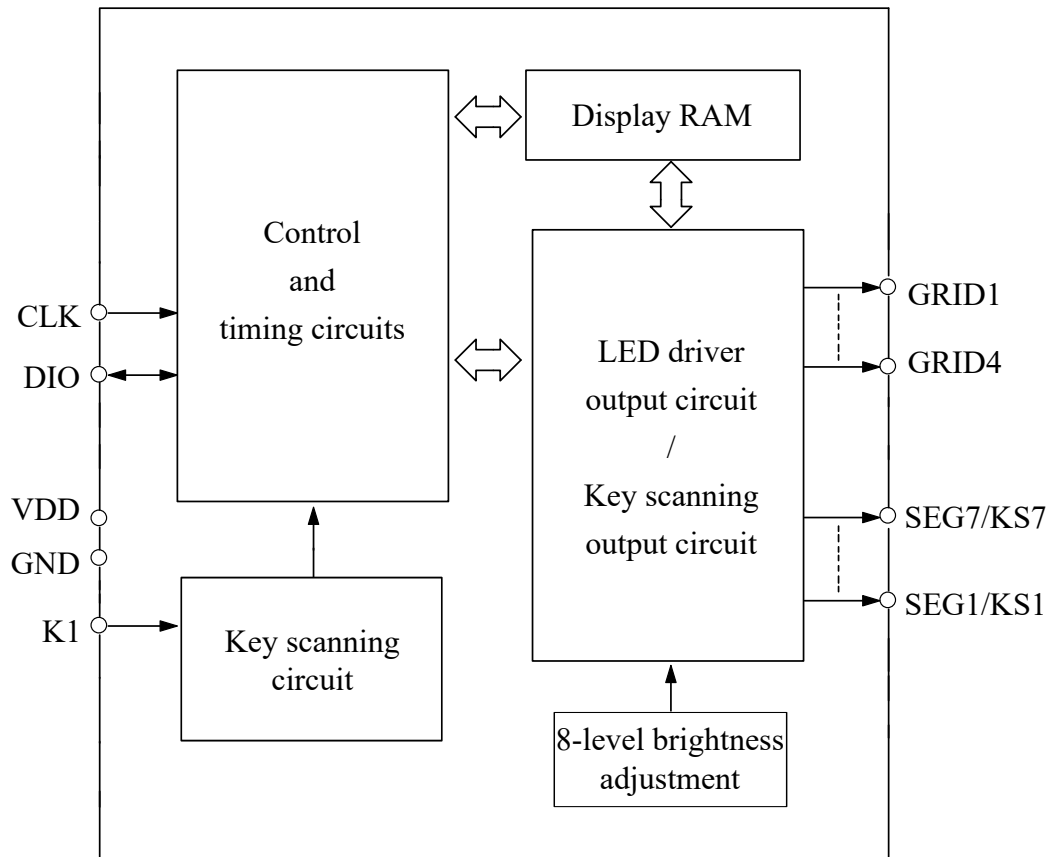 CLK
DIO
VDD
GND
K1
Control
and
timing circuits
Key scanning
circuit
Display RAM
LED driver
output circuit
/
Key scanning
output circuit
8-level brightness
adjustment
GRID1
GRID4
SEG7/KS7
SEG1/KS1